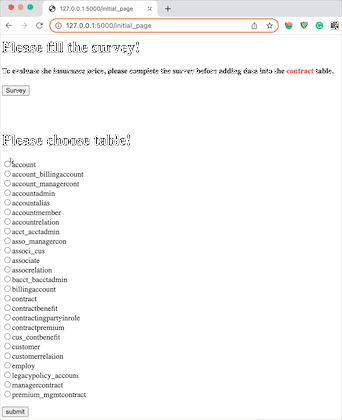 127.0.0.1:5000/initial_page
127.0.0.1:5000/initial_page
Please fill the survey!
To evaluate the insurance price, please complete the survey before adding data into the contract table.
Survey
Please choose table!
account
account_billingaccount
account_managercont
accountadmin
accountalias
accountmember
accountrelation
acct_acctadmin
asso_managercon
associ_cus
associate
assocrelation
bacct_bacctadmin
billingaccount
contract
contractbenefit
contractingpartyinrole
contractpremium
cus_contbenefit
customer
customerrelaiion
employ
legacypolicy_account
managercontract
premium_mgmtcontract
submit